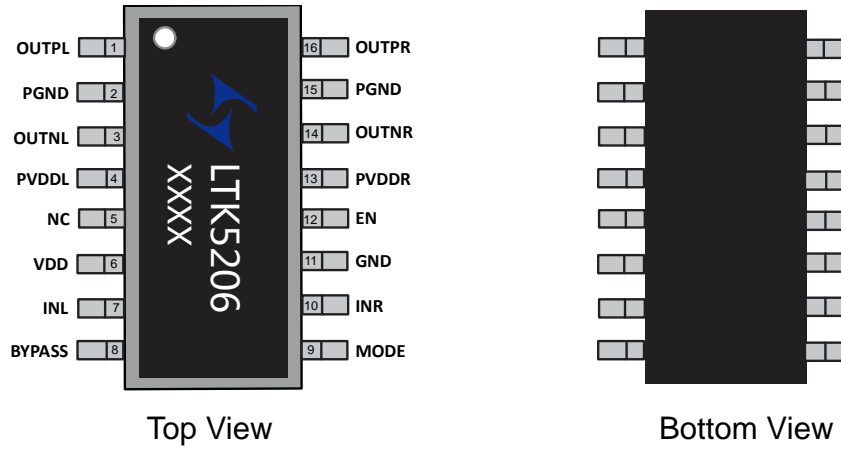 OUTPL 1 16 OUTPR
PGND 2 15 PGND
OUTNL 3 14 OUTNR
PVDDL 4 13 PVDDR
NC 5 12 EN
VDD 6 11 GND
INL 7 10 INR
BYPASS 8 9 MODE
LTK5206
XXXX
Top View
Bottom View